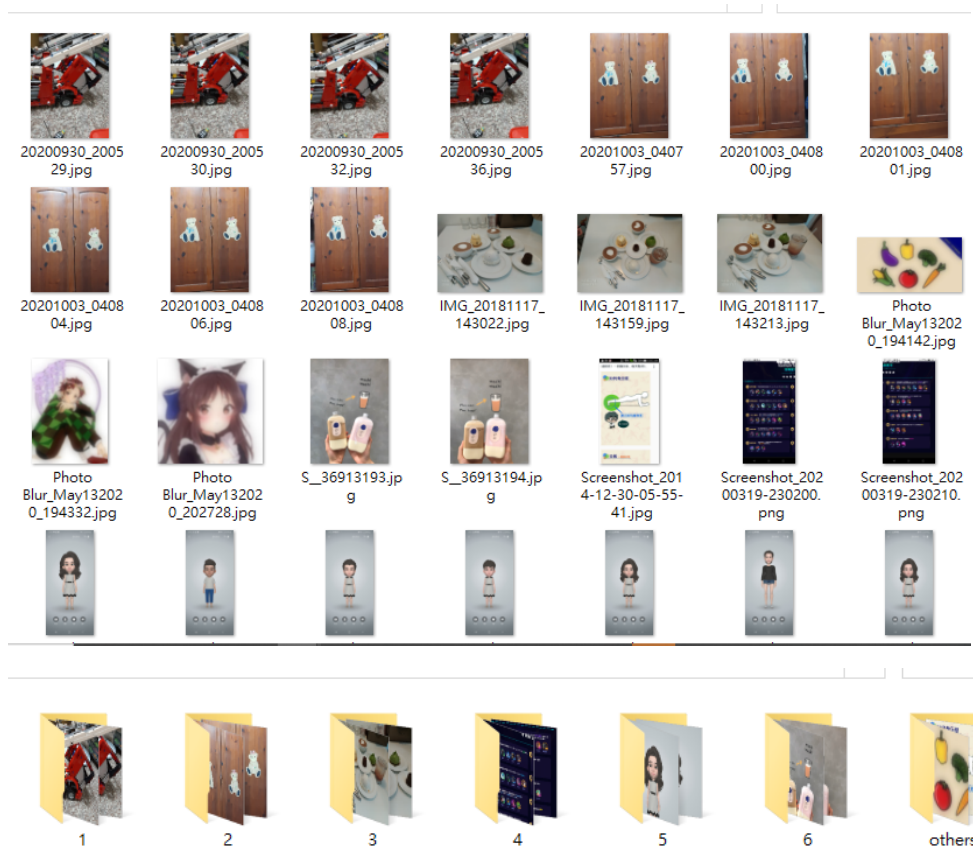 20200930_2005 20200930_2005 20200930_2005 20200930_2005 20201003_0407 20201003_0408 20201003_0408
29.jpg 30.jpg 32.jpg 36.jpg 57.jpg 00.jpg 01.jpg
20201003_0408 20201003_0408 20201003_0408 IMG_20181117_ IMG_20181117_ IMG_20181117_ Photo
04.jpg 06.jpg 08.jpg 143022.jpg 143159.jpg 143213.jpg Blur_May13202
0_194142.jpg
Photo Photo S__36913193.jp S__36913194.jp Screenshot_201 Screenshot_202 Screenshot_202
Blur_May13202 Blur_May13202 g g 4-12-30-05-55- 00319-230200. 00319-230210.
0_194332.jpg 0_202728.jpg 41.jpg png png
1 2 3 4 5 6 others